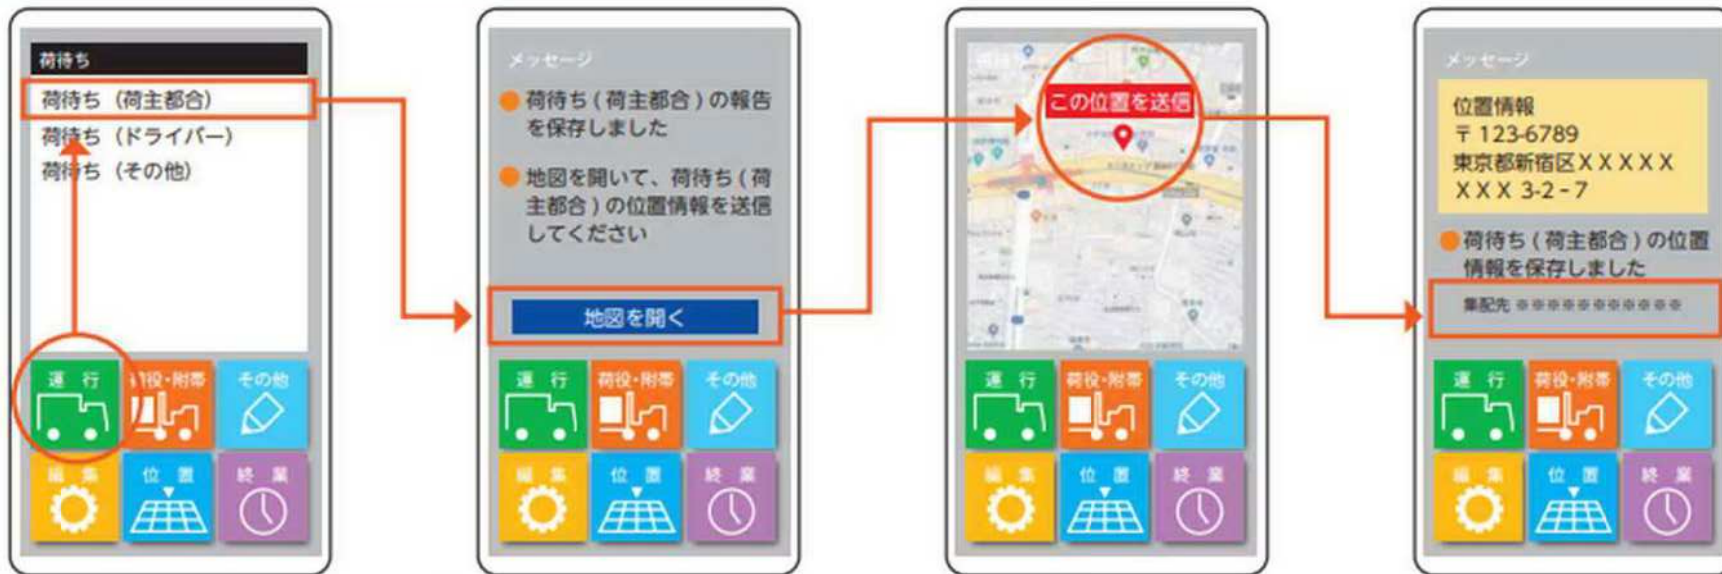 荷待ち
荷待ち（荷主都合）
荷待ち（ドライバー）
荷待ち（その他）
運 行
荷役・附帯
その他
編 集
位 置
終 業
メッセージ
荷待ち(荷主都合)の報告
を保存しました
地図を開いて、荷待ち(荷
主都合)の位置情報を送信
してください
地図を開く
運 行
荷役・附帯
その他
編 集
位 置
終 業
この位置を送信
運 行
荷役・附帯
その他
編 集
位 置
終 業
メッセージ
位置情報
〒123-6789
東京都新宿区ＸＸＸＸＸ
ＸＸＸ 3-2-7
荷待ち(荷主都合)の位置
情報を保存しました
集配先 ※※※※※※※※※※※
運 行
荷役・附帯
その他
編 集
位 置
終 業